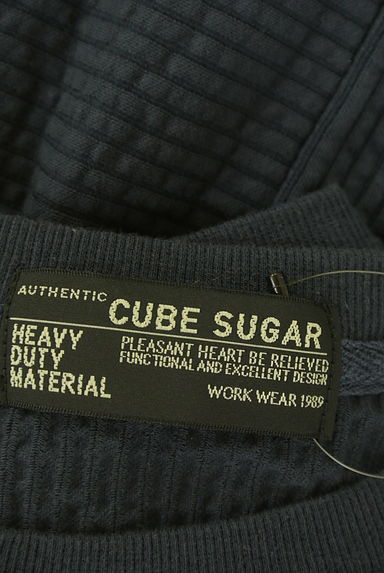 AUTHENTIC CUBE SUGAR
HEAVY
DUTY
MATERIAL
PLEASANT HEART BE RELIEVED
FUNCTIONAL AND EXCELLENT DESIGN
WORK WEAR 1989